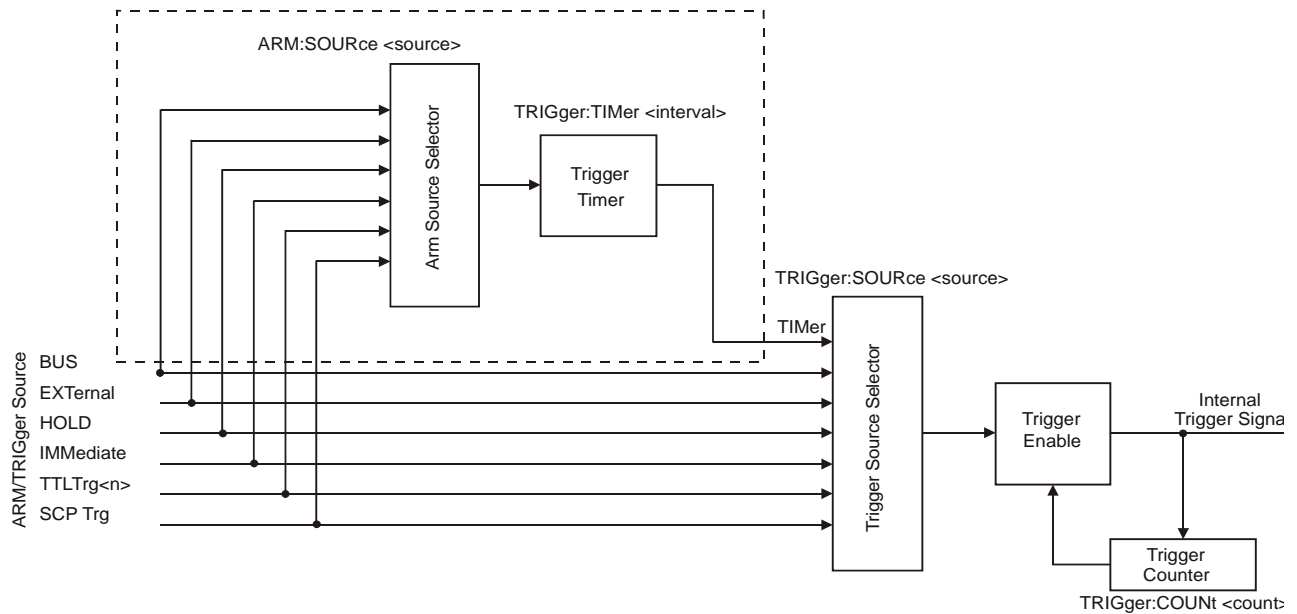 ARM:SOURce <source>
Arm Source Selector
TRIGger:TIMer <interval>
Trigger
Timer
TRIGger:SOURce <source>
TIMer
Trigger Source Selector
ARM/TRIGger Source
BUS
EXTernal
HOLD
IMMediate
TTLTrg<n>
SCP Trg
Trigger
Enable
Internal
Trigger Signa
Trigger
Counter
TRIGger:COUNt <count>